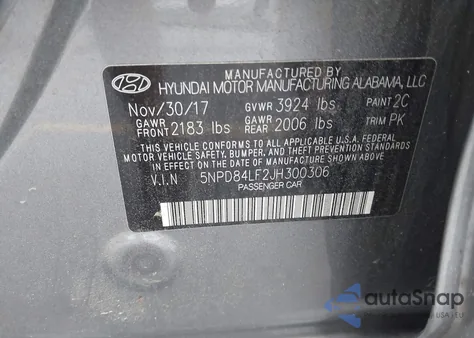 MANUFACTURED BY
HYUNDAI MOTOR MANUFACTURING ALABAMA, LLC
Nov/30/17 GVWR 3924 lbs PAINT 2C
GAWR FRONT 2183 lbs GAWR REAR 2006 lbs TRIM PK
THIS VEHICLE CONFORMS TO ALL APPLICABLE U.S.A. FEDERAL
MOTOR VEHICLE SAFETY, BUMPER, AND THEFT PREVENTION STANDARDS
IN EFFECT ON THE DATE OF MANUFACTURE SHOWN ABOVE.
V.I.N 5NPD84LF2JH300306
PASSENGER CAR
autaSnap